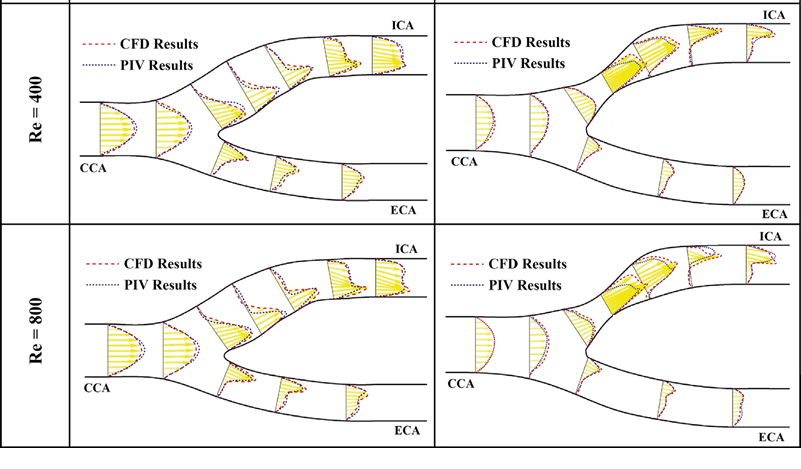 Re = 400
ICA
CFD Results
PIV Results
CCA
ECA
ICA
CFD Results
PIV Results
CCA
ECA
Re = 800
ICA
CFD Results
PIV Results
CCA
ECA
ICA
CFD Results
PIV Results
CCA
ECA